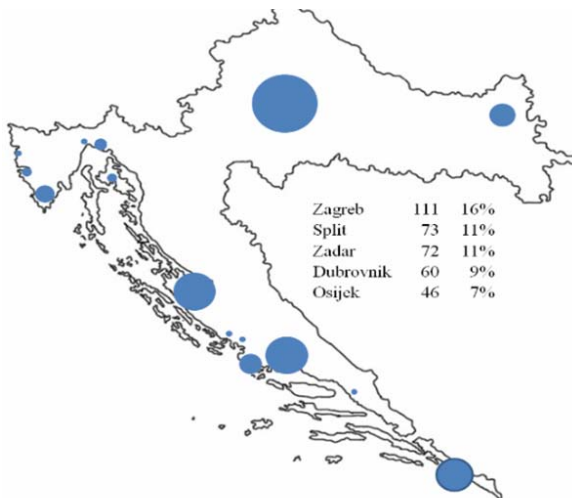 Zagreb 111 16%
Split 73 11%
Zadar 72 11%
Dubrovnik 60 9%
Osijek 46 7%